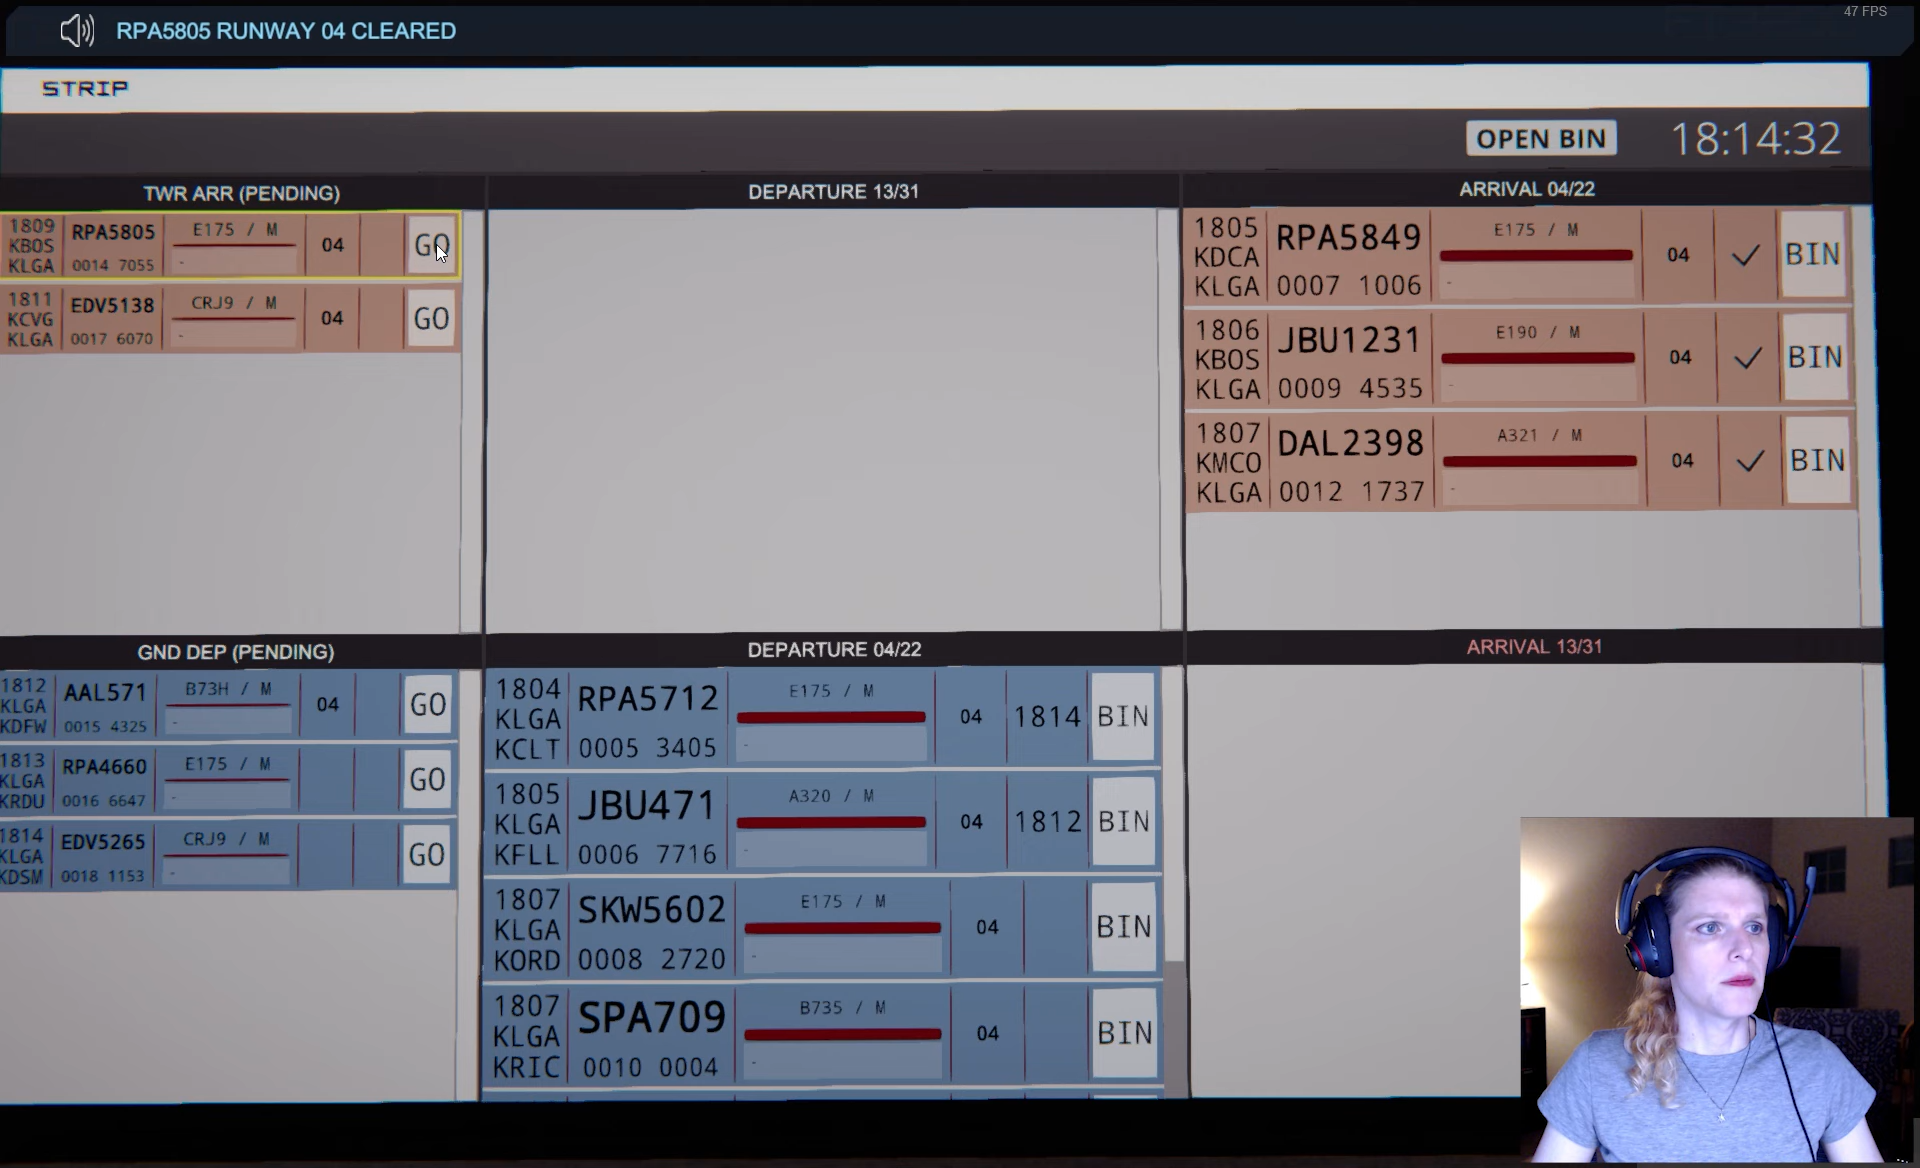 47 FPS
RPA5805 RUNWAY 04 CLEARED
STRIP
OPEN BIN 18:14:32
TWR ARR (PENDING)
1809 RPA5805 E175 / M 04 GO
KBOS
KLGA 0014 7055 -
1811 EDV5138 CRJ9 / M 04 GO
KCVG
KLGA 0017 6070 -
DEPARTURE 13/31
ARRIVAL 04/22
1805 RPA5849 E175 / M 04 ✓ BIN
KDCA
KLGA 0007 1006 -
1806 JBU1231 E190 / M 04 ✓ BIN
KBOS
KLGA 0009 4535 -
1807 DAL2398 A321 / M 04 ✓ BIN
KMCO
KLGA 0012 1737 -
GND DEP (PENDING)
1812 AAL571 B73H / M 04 GO
KLGA
KDFW 0015 4325 -
1813 RPA4660 E175 / M GO
KLGA
KRDU 0016 6647 -
1814 EDV5265 CRJ9 / M GO
KLGA
KDSM 0018 1153 -
DEPARTURE 04/22
1804 RPA5712 E175 / M 04 1814 BIN
KLGA
KCLT 0005 3405 -
1805 JBU471 A320 / M 04 1812 BIN
KLGA
KFLL 0006 7716 -
1807 SKW5602 E175 / M 04 BIN
KLGA
KORD 0008 2720 -
1807 SPA709 B735 / M 04 BIN
KLGA
KRIC 0010 0004 -
ARRIVAL 13/31